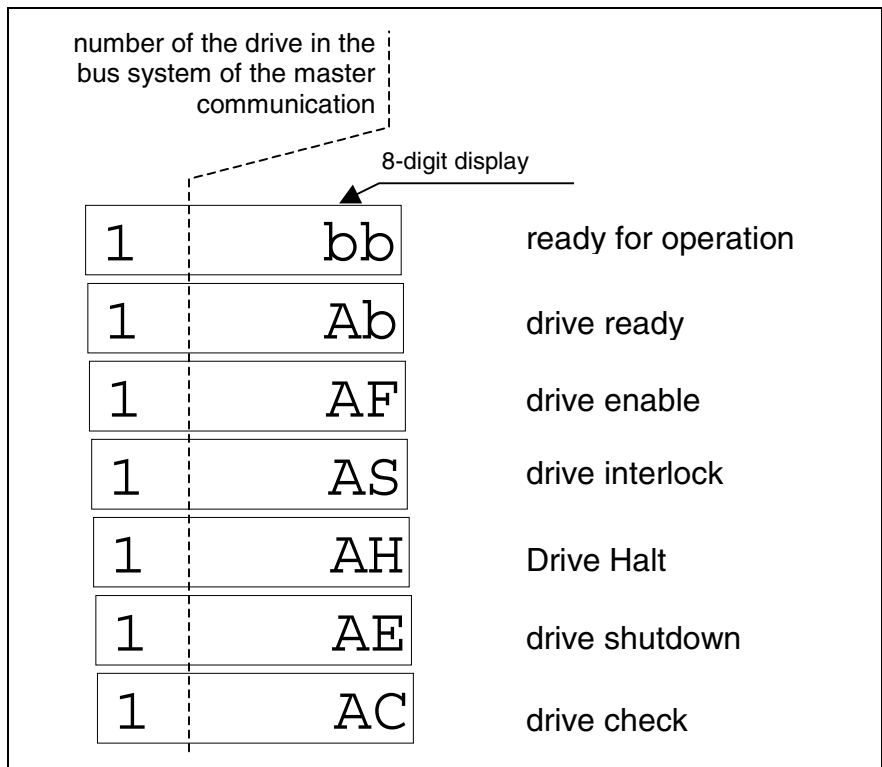 number of the drive in the
bus system of the master
communication
8-digit display
1 bb ready for operation
1 Ab drive ready
1 AF drive enable
1 AS drive interlock
1 AH Drive Halt
1 AE drive shutdown
1 AC drive check